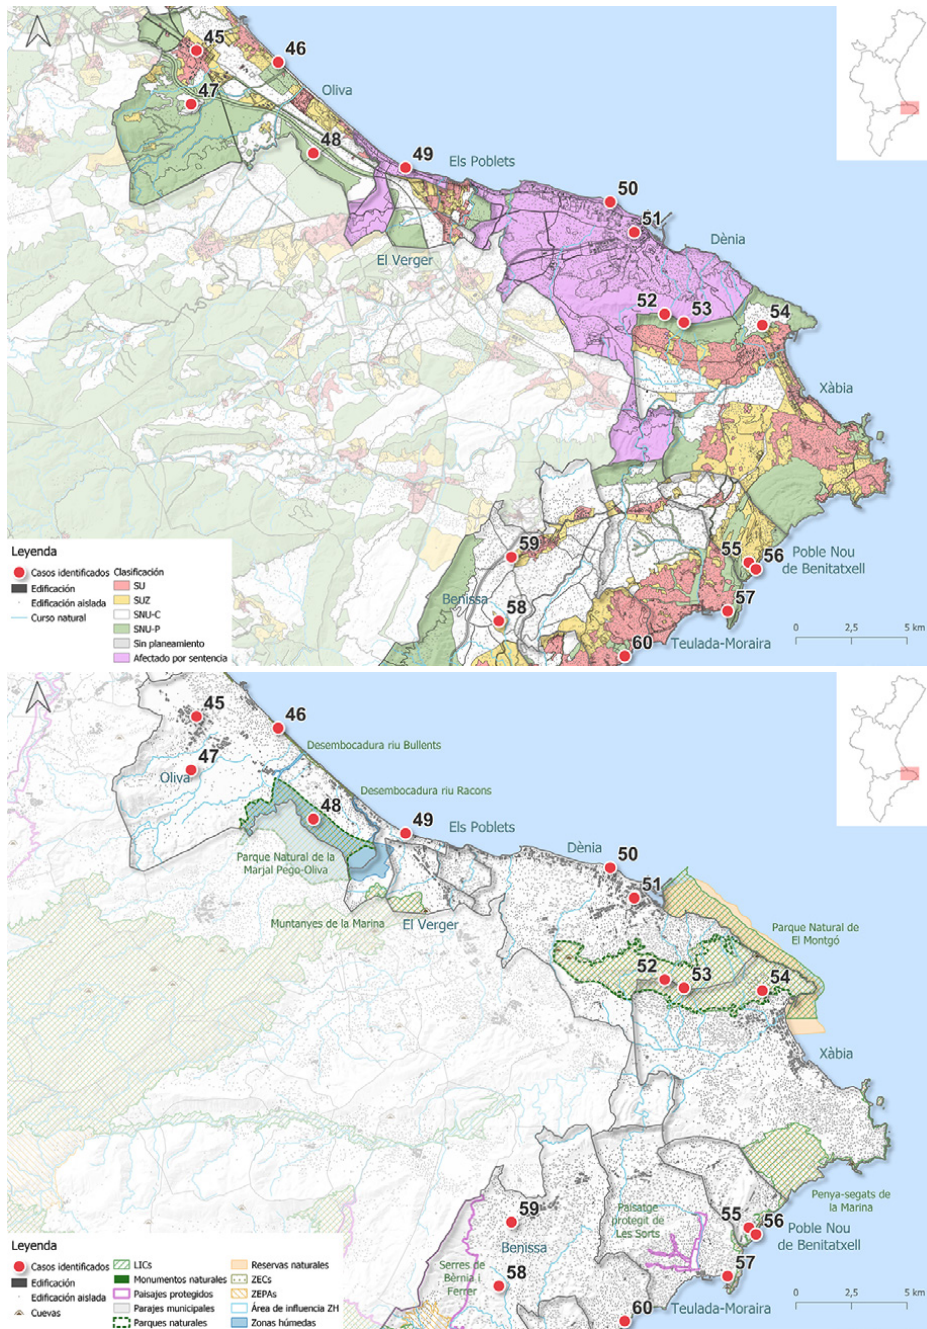 45
46
47
Oliva
48
49
Els Poblets
50
51
Dènia
El Verger
52
53
54
Xàbia
59
55
56
Poble Nou
de Benitatxell
Benissa
58
57
Teulada-Moraira
60
0 2,5 5 km
Leyenda
Casos identificados
Edificación
Edificación aislada
Curso natural
Clasificación
SU
SUZ
SNU-C
SNU-P
Sin planeamiento
Afectado por sentencia
45
46
Desembocadura riu Bullents
47
Oliva
Desembocadura riu Racons
48
49
Els Poblets
Dènia
50
51
Parque Natural de la
Marjal Pego-Oliva
Muntanyes de la Marina
El Verger
Parque Natural de
El Montgó
52
53
54
Xàbia
Penya-segats de
la Marina
59
Benissa
Paisatge
protegit de
Les Sorts
55
56
Poble Nou
de Benitatxell
Serres de
Bèrnia i
Ferrer
58
57
Teulada-Moraira
60
0 2,5 5 km
Leyenda
Casos identificados
Edificación
Edificación aislada
Cuevas
LICs
Monumentos naturales
Paisajes protegidos
Parajes municipales
Parques naturales
Reservas naturales
ZECs
ZEPAs
Área de influencia ZH
Zonas húmedas